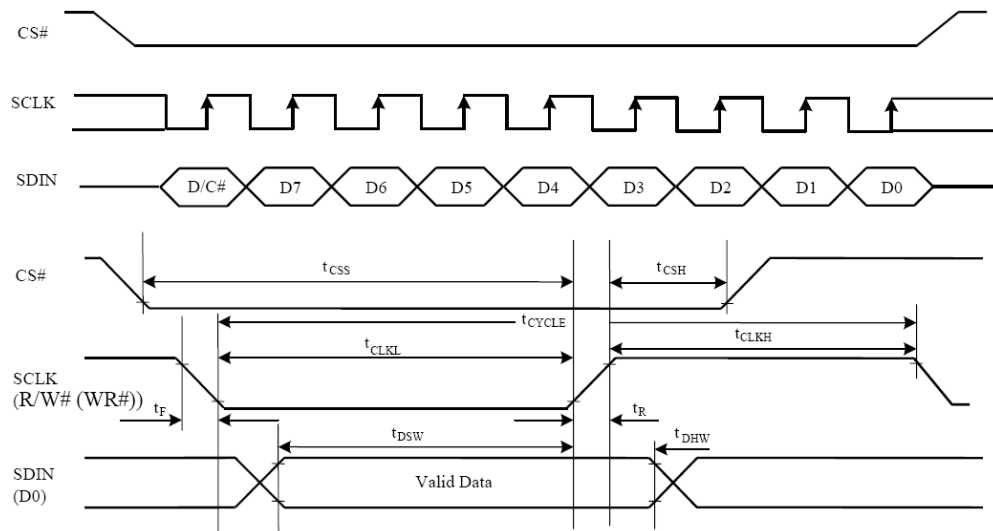 CS#
SCLK
SDIN
D/C# D7 D6 D5 D4 D3 D2 D1 D0
CS#
tCSS
tCSH
tCYCLE
tCLKL
tCLKH
SCLK
(R/W# (WR#))
tF
tR
tDSW
tDHW
SDIN
(D0)
Valid Data